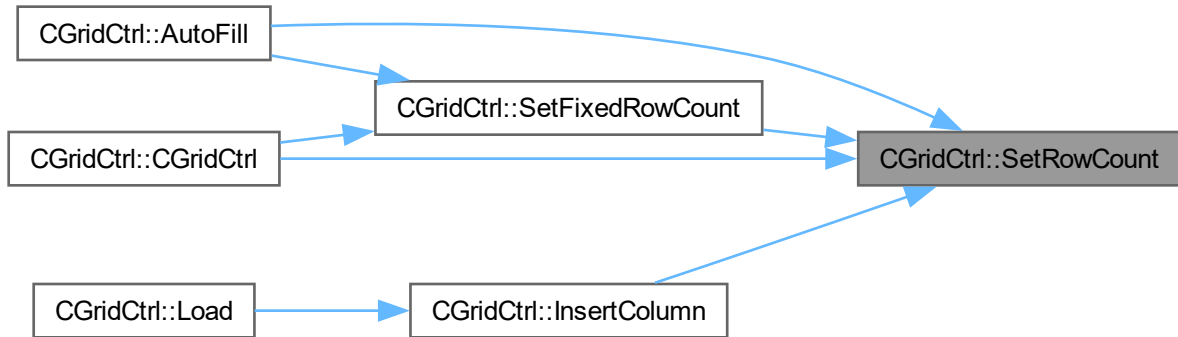 CGridCtrl::AutoFill
CGridCtrl::SetFixedRowCount
CGridCtrl::CGridCtrl
CGridCtrl::SetRowCount
CGridCtrl::Load
CGridCtrl::InsertColumn